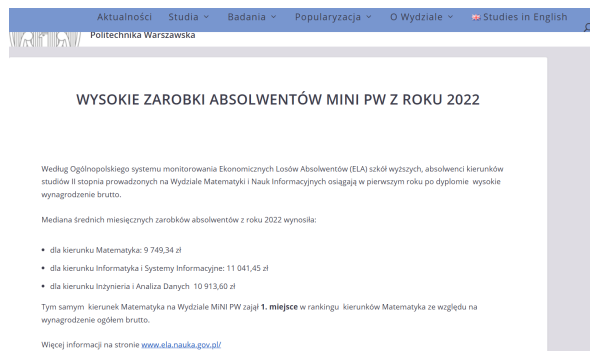 Aktualności Studia Badania Popularyzacja O Wydziale Studies in English
Politechnika Warszawska
WYSOKIE ZAROBKI ABSOLWENTÓW MINI PW Z ROKU 2022
Według Ogólnopolskiego systemu monitorowania Ekonomicznych Losów Absolwentów (ELA) szkół wyższych, absolwenci kierunków
studiów II stopnia prowadzonych na Wydziale Matematyki i Nauk Informacyjnych osiągają w pierwszym roku po dyplomie wysokie
wynagrodzenie brutto.
Mediana średnich miesięcznych zarobków absolwentów z roku 2022 wynosiła:
• dla kierunku Matematyka: 9 749,34 zł
• dla kierunku Informatyka i Systemy Informacyjne: 11 041,45 zł
• dla kierunku Inżynieria i Analiza Danych 10 913,60 zł
Tym samym kierunek Matematyka na Wydziale MiNI PW zajął 1. miejsce w rankingu kierunków Matematyka ze względu na
wynagrodzenie ogółem brutto.
Więcej informacji na stronie www.ela.nauka.gov.pl/